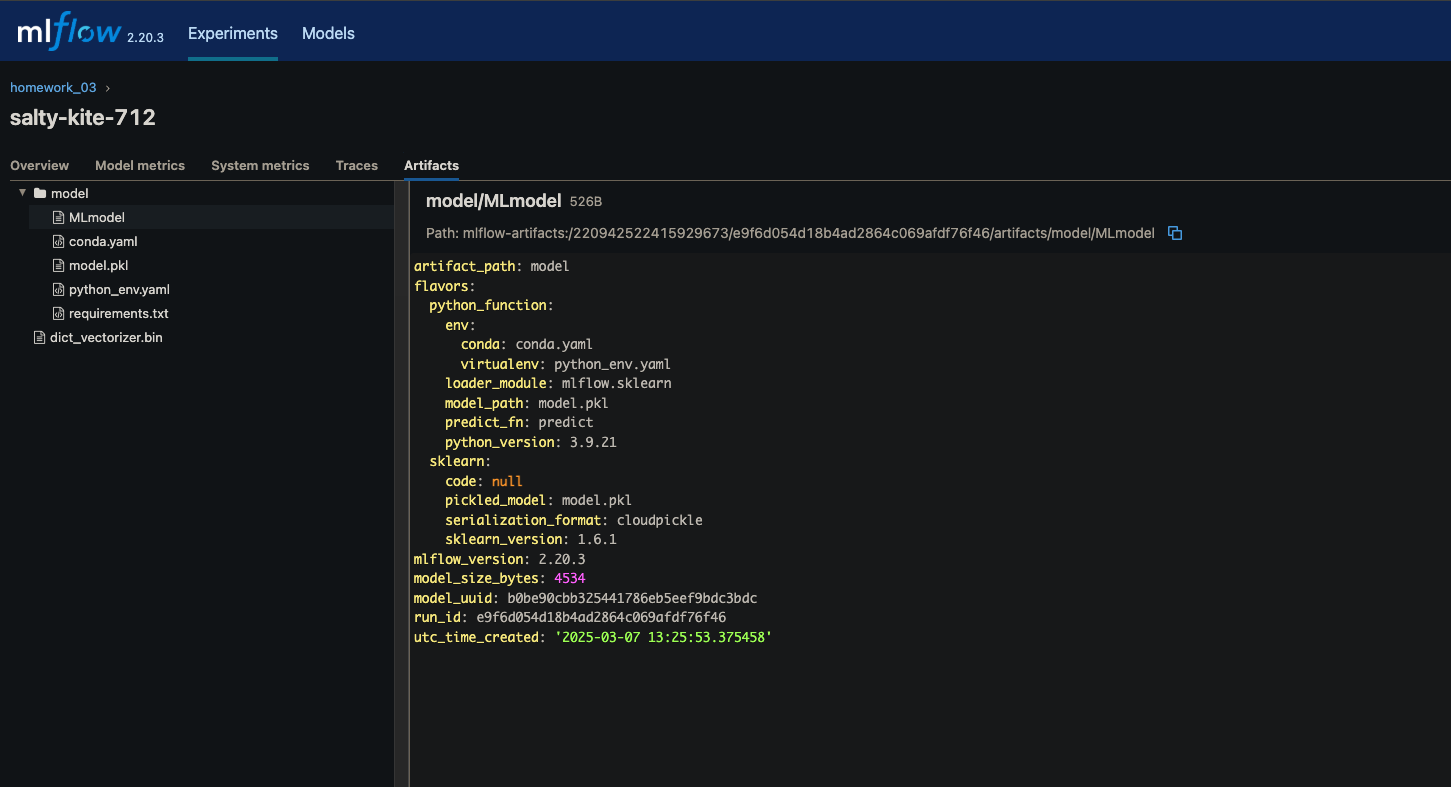 mlflow 2.20.3 Experiments Models
homework_03 ›
salty-kite-712
Overview Model metrics System metrics Traces Artifacts
model
MLmodel
conda.yaml
model.pkl
python_env.yaml
requirements.txt
dict_vectorizer.bin
model/MLmodel 526B
Path: mlflow-artifacts:/220942522415929673/e9f6d054d18b4ad2864c069afdf76f46/artifacts/model/MLmodel
artifact_path: model
flavors:
  python_function:
    env:
      conda: conda.yaml
      virtualenv: python_env.yaml
    loader_module: mlflow.sklearn
    model_path: model.pkl
    predict_fn: predict
    python_version: 3.9.21
  sklearn:
    code: null
    pickled_model: model.pkl
    serialization_format: cloudpickle
    sklearn_version: 1.6.1
mlflow_version: 2.20.3
model_size_bytes: 4534
model_uuid: b0be90cbb325441786eb5eef9bdc3bdc
run_id: e9f6d054d18b4ad2864c069afdf76f46
utc_time_created: '2025-03-07 13:25:53.375458'